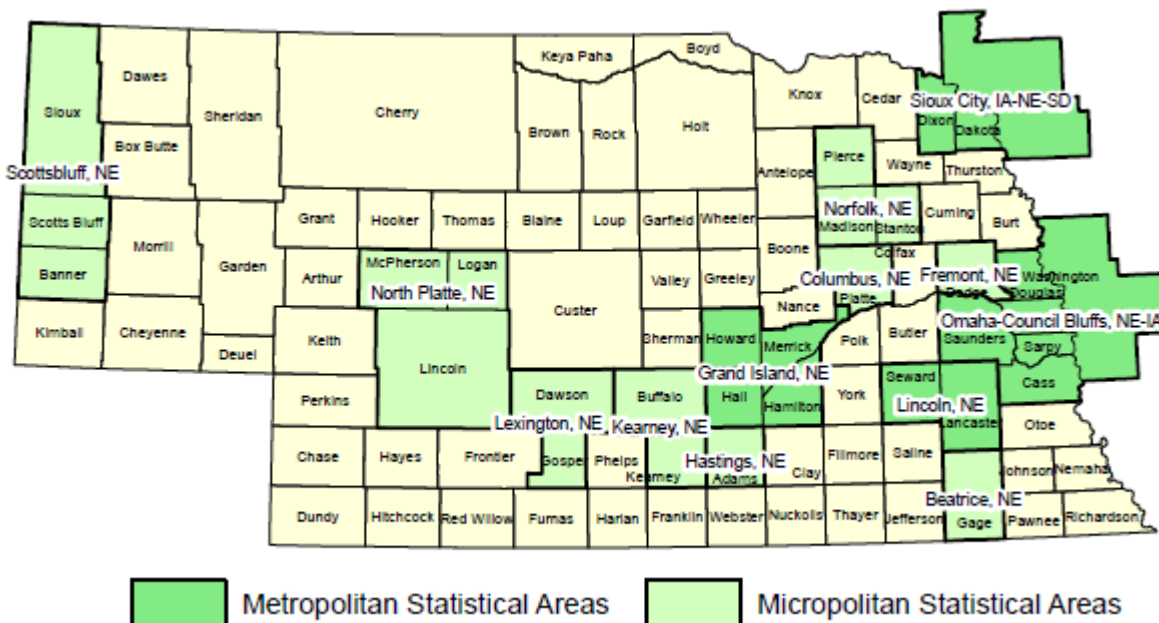 Keya Paha
Boyd
Dawes
Knox
Cedar
Sioux City, IA-NE-SD
Sioux
Sheridan
Cherry
Dixon
Dakota
Brown
Rock
Holt
Box Butte
Pierce
Wayne
Antelope
Thurston
Scottsbluff, NE
Norfolk, NE
Scotts Bluff
Grant
Hooker
Thomas
Blaine
Loup
Garfield
Wheeler
Madison
Stanton
Cuming
Burt
Morrill
Boone
Colfax
Banner
Garden
Arthur
McPherson
Logan
Valley
Greeley
Columbus, NE
Fremont, NE
Washington
North Platte, NE
Platte
Dodge
Douglas
Custer
Nance
Kimball
Cheyenne
Keith
Sherman
Howard
Merrick
Polk
Butler
Omaha-Council Bluffs, NE-IA
Saunders
Sarpy
Deuel
Lincoln
Grand Island, NE
Perkins
Dawson
Buffalo
Hall
Hamilton
York
Seward
Cass
Lincoln, NE
Lancaster
Lexington, NE
Kearney, NE
Otoe
Chase
Hayes
Frontier
Gosper
Phelps
Kearney
Hastings, NE
Adams
Clay
Fillmore
Saline
Johnson
Nemaha
Beatrice, NE
Dundy
Hitchcock
Red Willow
Furnas
Harlan
Franklin
Webster
Nuckolls
Thayer
Jefferson
Gage
Pawnee
Richardson
Metropolitan Statistical Areas
Micropolitan Statistical Areas